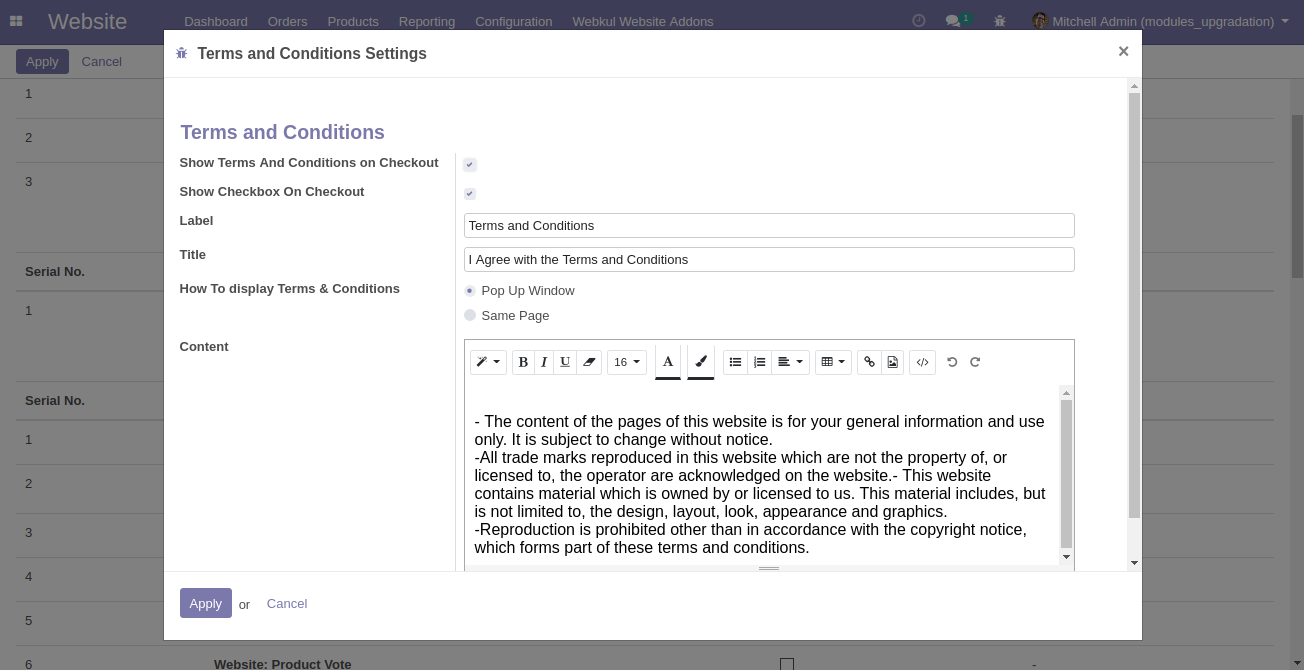 Website Dashboard Orders Products Reporting Configuration Webkul Website Addons 1 Mitchell Admin (modules_upgradation)
Apply Cancel
1
2
3
Serial No.
1
Serial No.
1
2
3
4
5
6 Website: Product Vote -
Terms and Conditions Settings ×
Terms and Conditions
Show Terms And Conditions on Checkout
Show Checkbox On Checkout
Label Terms and Conditions
Title I Agree with the Terms and Conditions
How To display Terms & Conditions Pop Up Window
Same Page
Content
B I U 16 A </>
- The content of the pages of this website is for your general information and use
only. It is subject to change without notice.
-All trade marks reproduced in this website which are not the property of, or
licensed to, the operator are acknowledged on the website.- This website
contains material which is owned by or licensed to us. This material includes, but
is not limited to, the design, layout, look, appearance and graphics.
-Reproduction is prohibited other than in accordance with the copyright notice,
which forms part of these terms and conditions.
Apply or Cancel